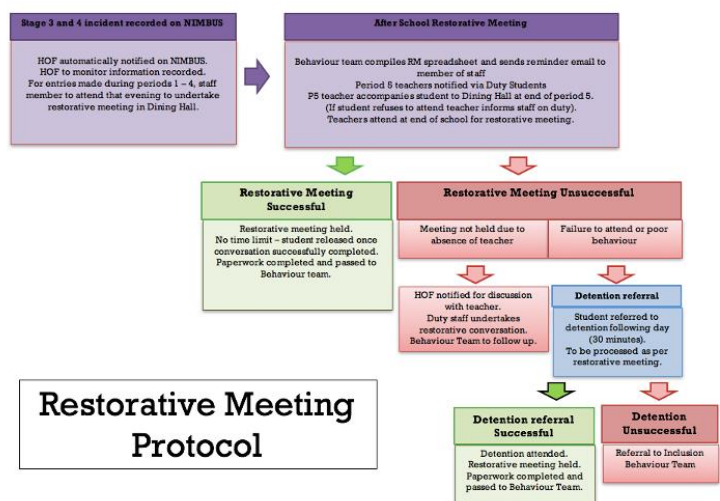 Stage 3 and 4 incident recorded on NIMBUS
HOF automatically notified on NIMBUS.
HOF to monitor information recorded.
For entries made during periods 1 – 4, staff
member to attend that evening to undertake
restorative meeting in Dining Hall.
After School Restorative Meeting
Behaviour team compiles RM spreadsheet and sends reminder email to
member of staff
Period 5 teachers notified via Duty Students
P5 teacher accompanies student to Dining Hall at end of period 5.
(If student refuses to attend teacher informs staff on duty).
Teachers attend at end of school for restorative meeting.
Restorative Meeting
Successful
Restorative meeting held.
No time limit – student released once
conversation successfully completed.
Paperwork completed and passed to
Behaviour team.
Restorative Meeting Unsuccessful
Meeting not held due to
absence of teacher
Failure to attend or poor
behaviour
HOF notified for discussion
with teacher.
Duty staff undertakes
restorative conversation.
Behaviour Team to follow up.
Detention referral
Student referred to
detention following day
(30 minutes).
To be processed as per
restorative meeting.
Restorative Meeting
Protocol
Detention referral
Successful
Detention attended.
Restorative meeting held.
Paperwork completed and
passed to Behaviour Team.
Detention
Unsuccessful
Referral to Inclusion
Behaviour Team